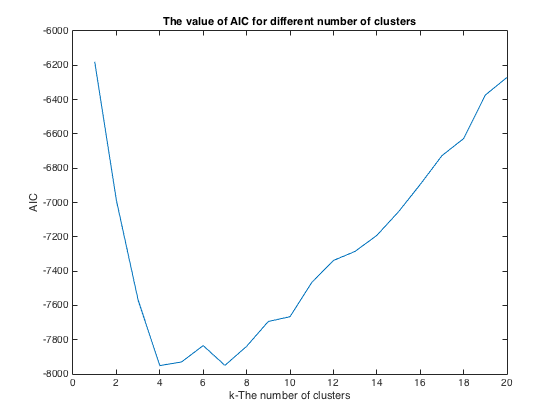 The value of AIC for different number of clusters
-6000
-6200
-6400
-6600
-6800
-7000
-7200
-7400
-7600
-7800
-8000
AIC
0 2 4 6 8 10 12 14 16 18 20
k-The number of clusters